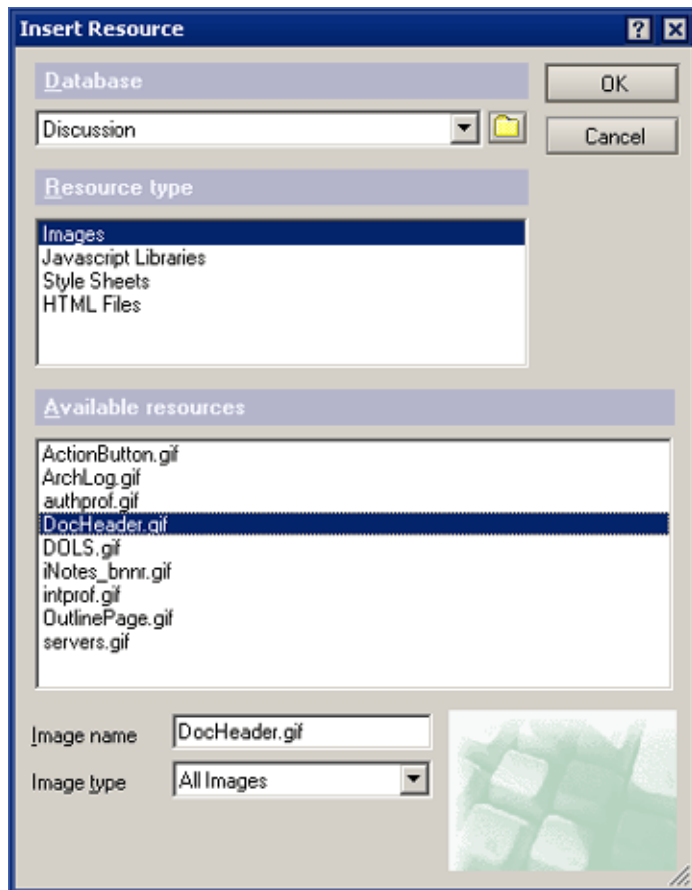 Insert Resource
Database
OK
Discussion
Cancel
Resource type
Images
Javascript Libraries
Style Sheets
HTML Files
Available resources
ActionButton.gif
ArchLog.gif
authprof.gif
DocHeader.gif
DOLS.gif
iNotes_bnnr.gif
intprof.gif
OutlinePage.gif
servers.gif
Image name DocHeader.gif
Image type All Images